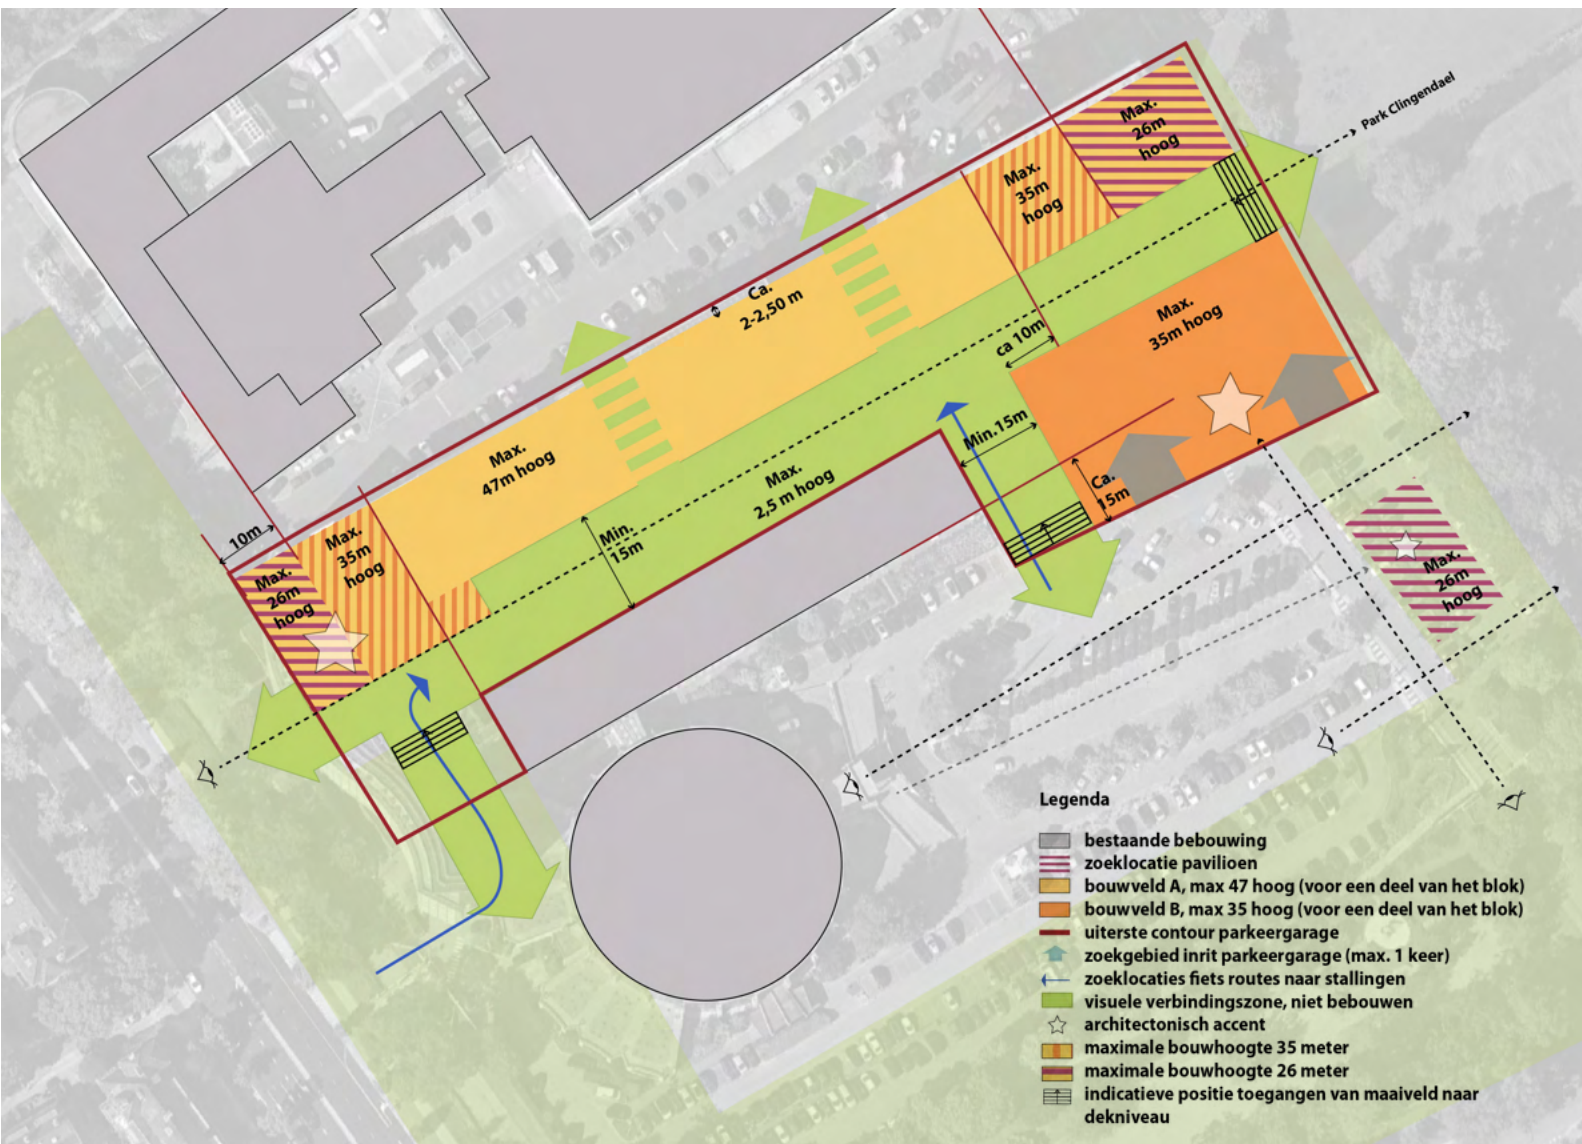 Park Clingendael
Max.
26m
hoog
Max.
35m
hoog
Ca.
2-2,50 m
Max.
35m hoog
ca 10m
Min.15m
Max.
47m hoog
Max.
2,5 m hoog
Ca.
15m
Min.
15m
10m
Max.
35m
hoog
Max.
26m
hoog
Max.
26m
hoog
Legenda
bestaande bebouwing
zoeklocatie pavilioen
bouwveld A, max 47 hoog (voor een deel van het blok)
bouwveld B, max 35 hoog (voor een deel van het blok)
uiterste contour parkeergarage
zoekgebied inrit parkeergarage (max. 1 keer)
zoeklocaties fiets routes naar stallingen
visuele verbindingszone, niet bebouwen
architectonisch accent
maximale bouwhoogte 35 meter
maximale bouwhoogte 26 meter
indicatieve positie toegangen van maaiveld naar
dekniveau